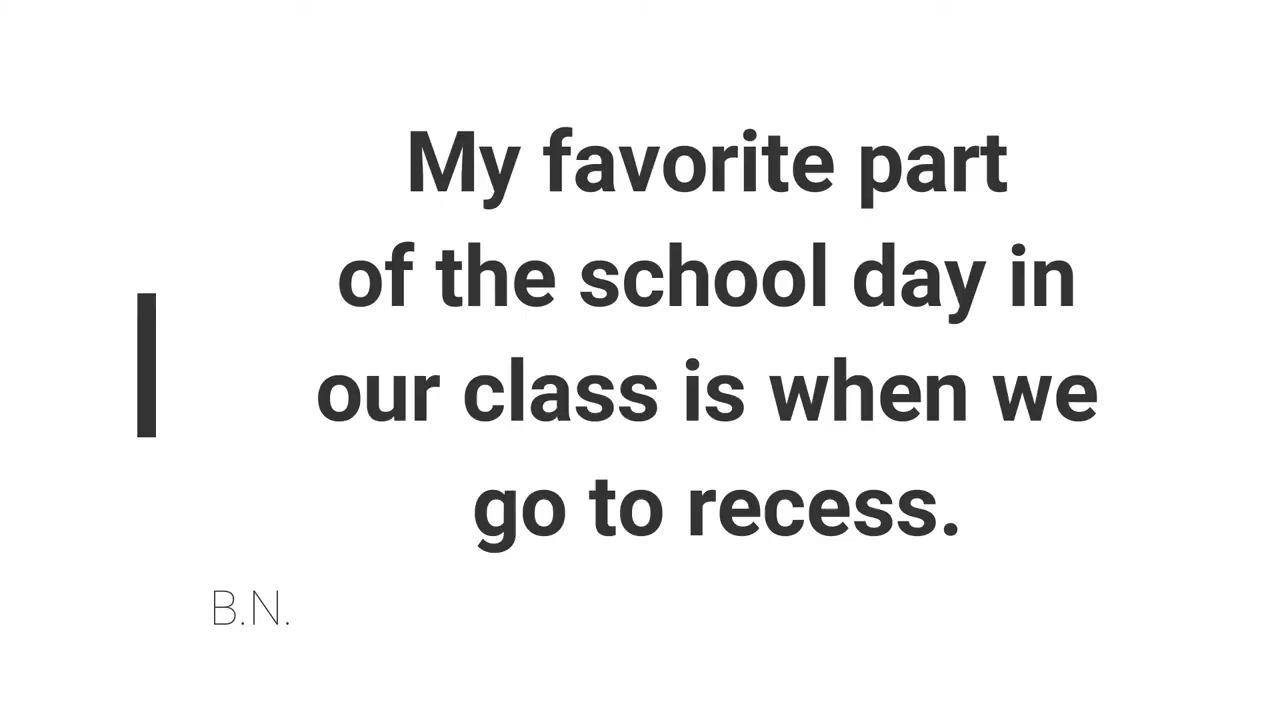 My favorite part
of the school day in
our class is when we
go to recess.
B.N.